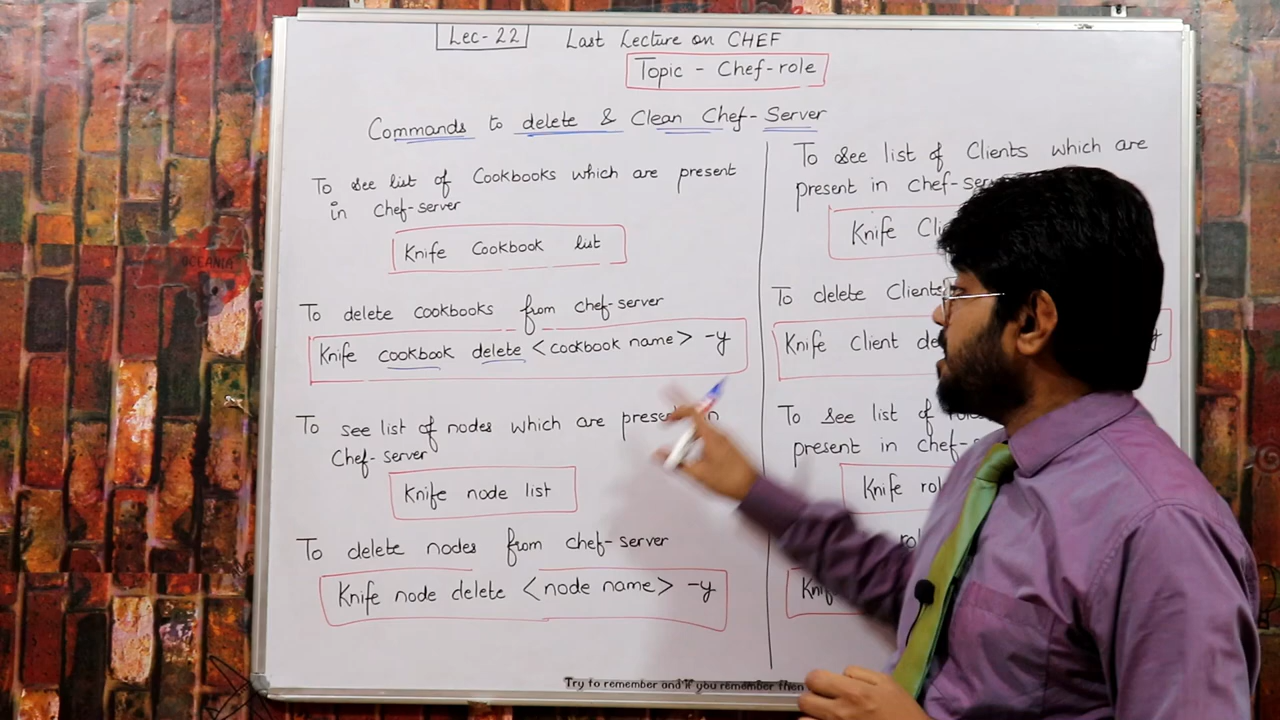 Lec-22 Last Lecture on CHEF
Topic - Chef-role
Commands to delete & Clean Chef-Server
To see list of Cookbooks which are present
in chef-server
Knife Cookbook list
To delete cookbooks from chef-server
Knife cookbook delete <cookbook name> -y
To see list of nodes which are present in
Chef-server
Knife node list
To delete nodes from chef-server
Knife node delete <node name> -y
To see list of Clients which are
present in chef-ser
Knife Cli
To delete Clients
Knife client de y
To see list of roles
present in chef-s
Knife rol
Kni
Try to remember and if you remember then
OCEANIA